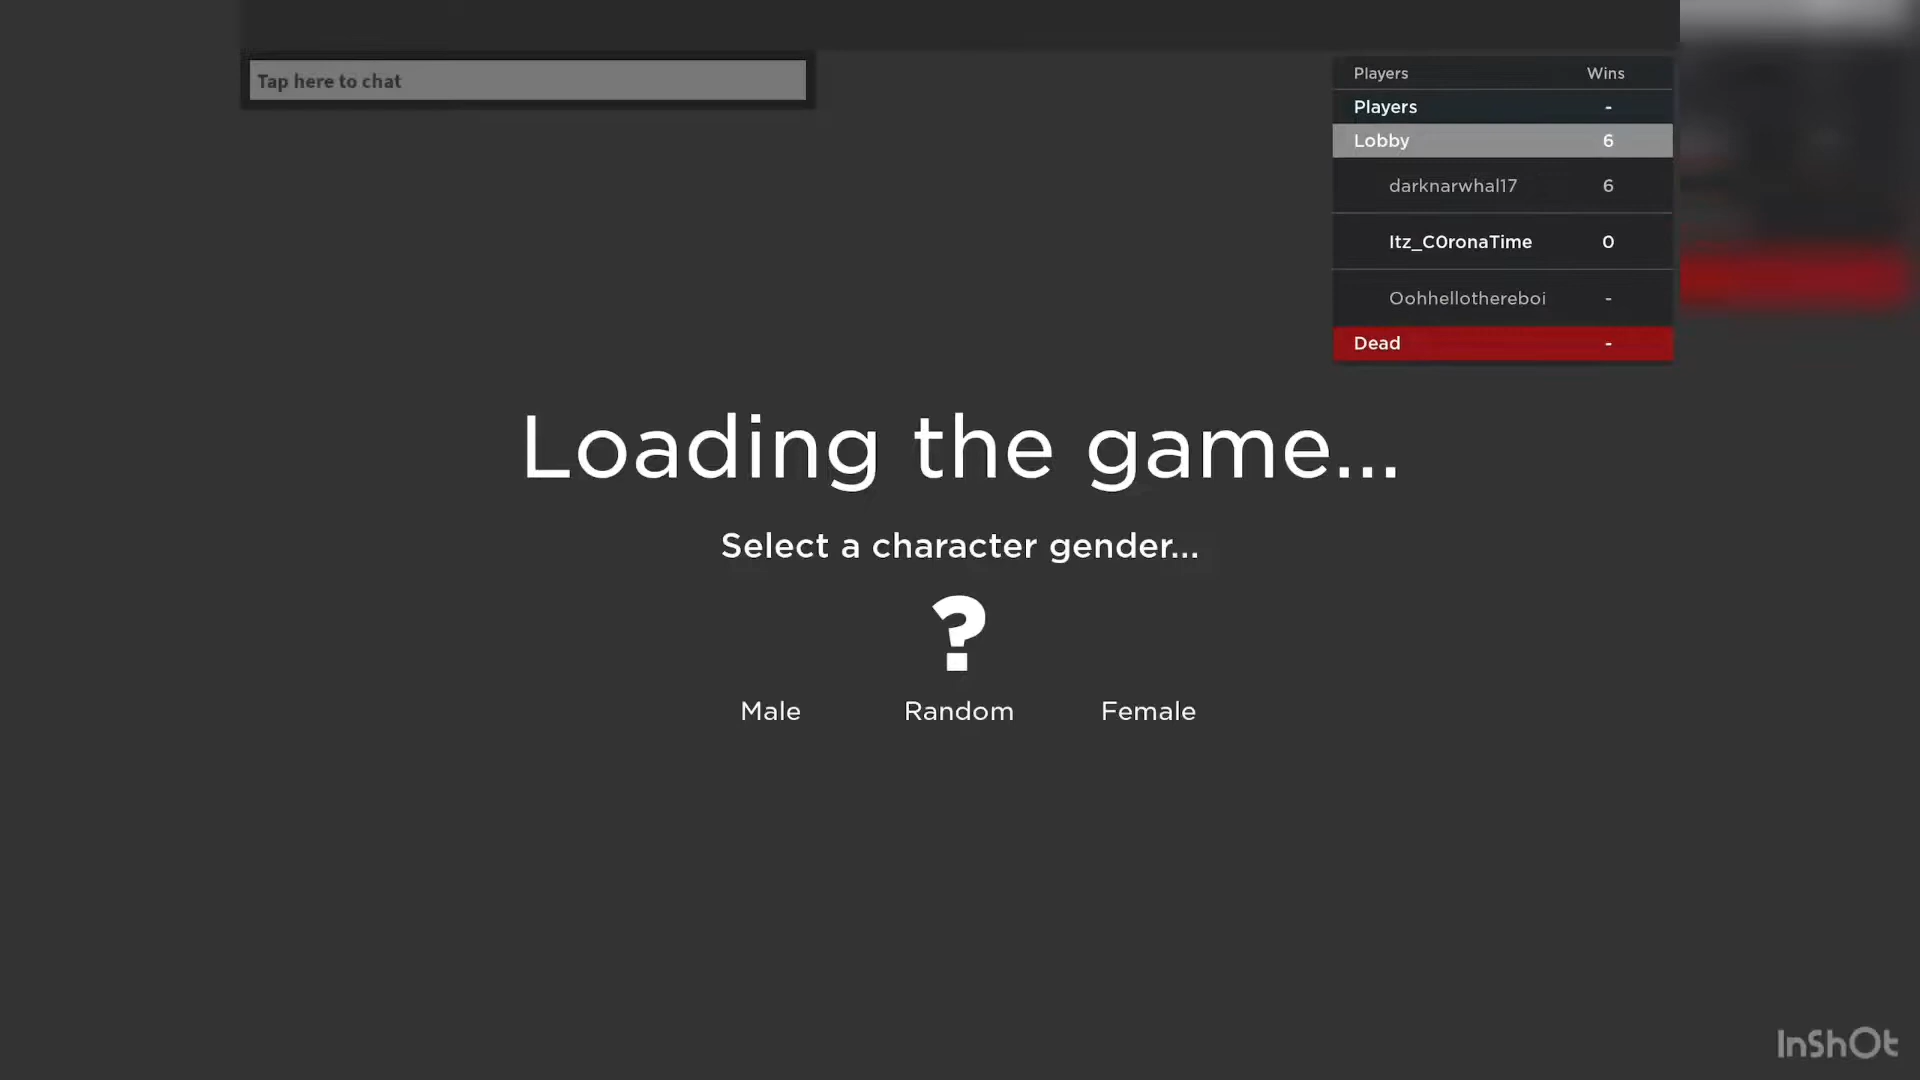 Tap here to chat
Players Wins
Players -
Lobby 6
darknarwhal17 6
Itz_C0ronaTime 0
Oohhellothereboi -
Dead -
Loading the game...
Select a character gender...
?
Male Random Female
InShOt